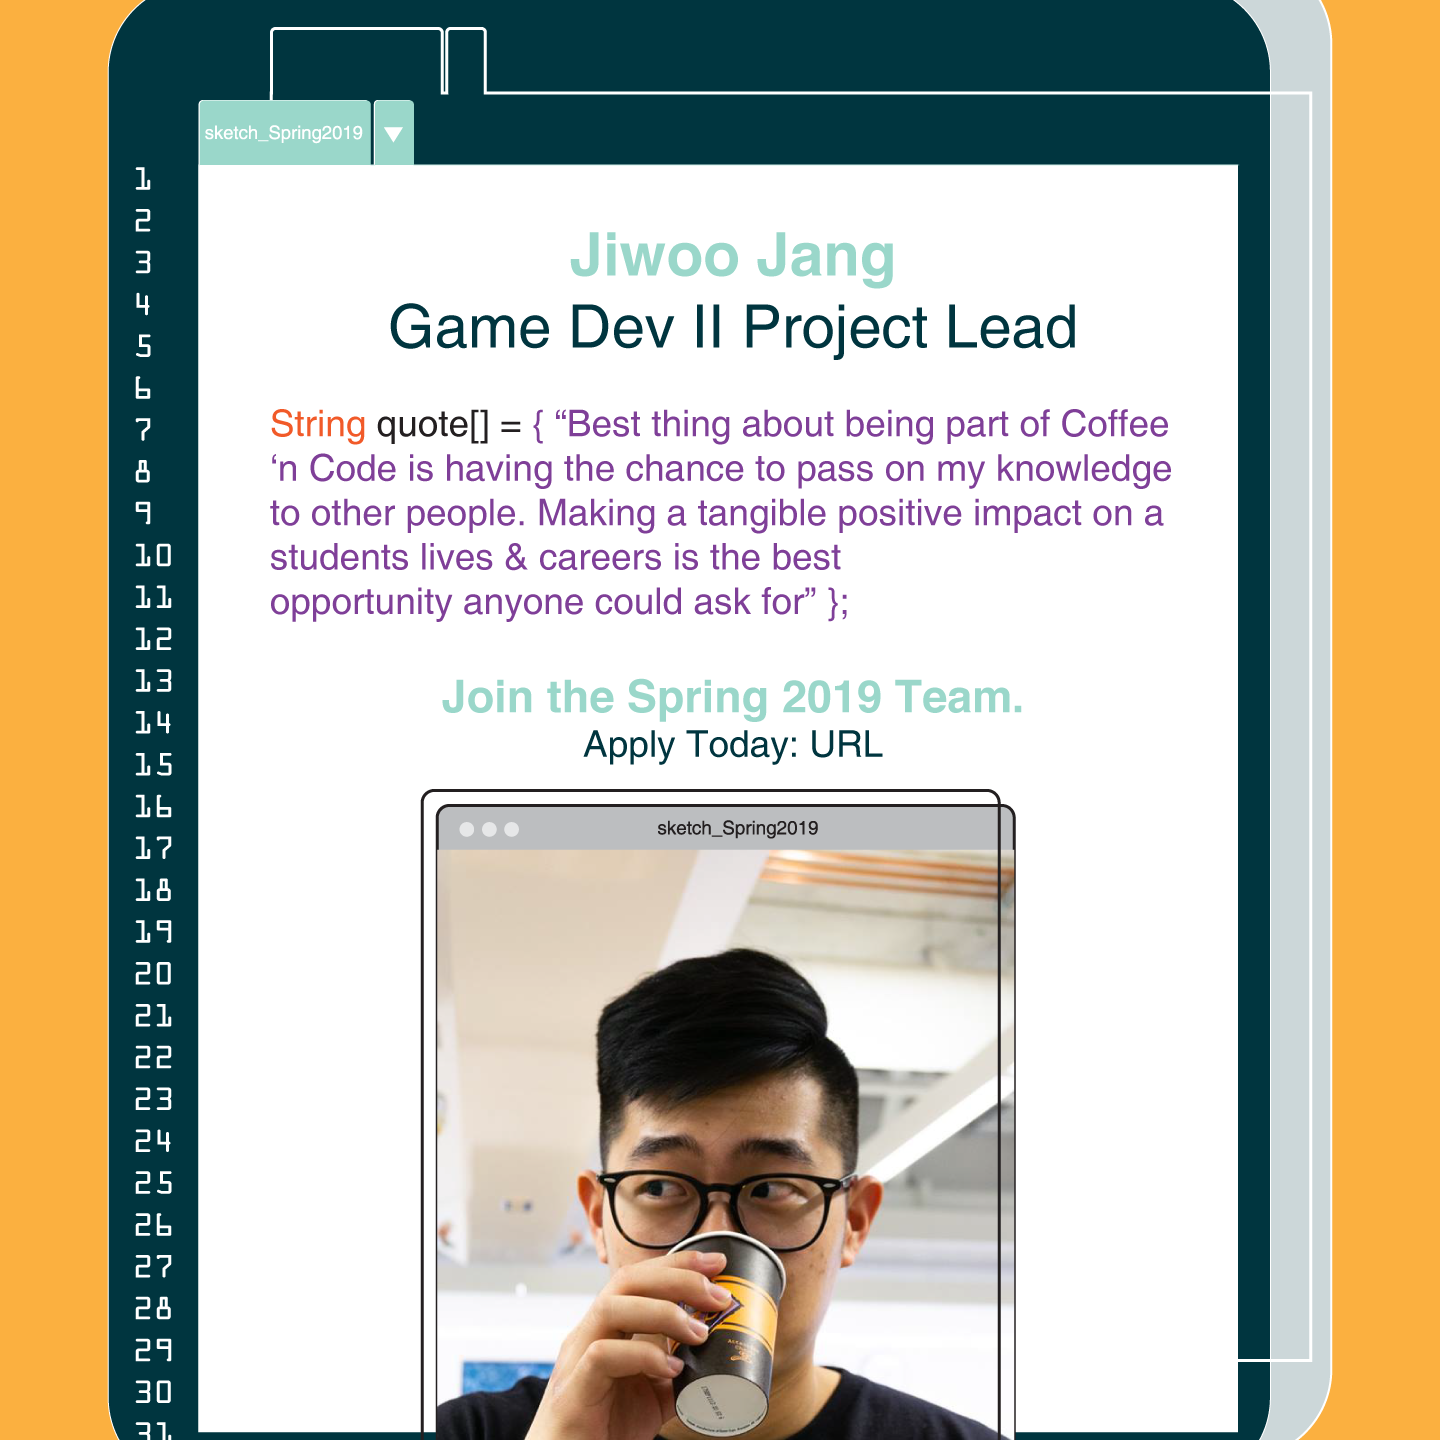 sketch_Spring2019
1
2
3
4
5
6
7
8
9
10
11
12
13
14
15
16
17
18
19
20
21
22
23
24
25
26
27
28
29
30
31
Jiwoo Jang
Game Dev II Project Lead
String quote[] = { “Best thing about being part of Coffee
‘n Code is having the chance to pass on my knowledge
to other people. Making a tangible positive impact on a
students lives & careers is the best
opportunity anyone could ask for” };
Join the Spring 2019 Team.
Apply Today: URL
sketch_Spring2019